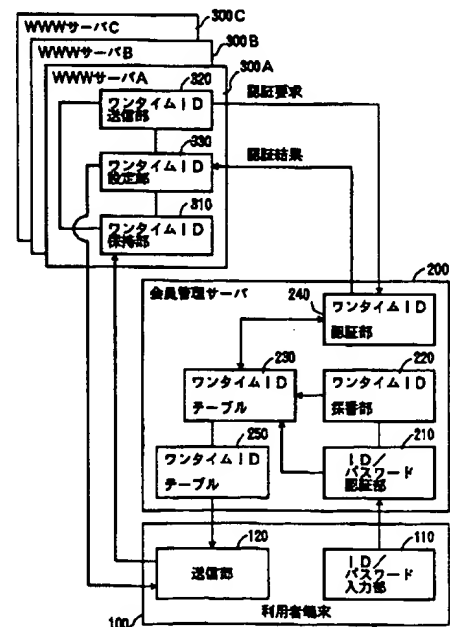 WWWサーバC
300C
WWWサーバB
300B
WWWサーバA
300A
320
ワンタイムID
送信部
認証要求
330
ワンタイムID
設定部
認証結果
310
ワンタイムID
保持部
200
会員管理サーバ
240
ワンタイムID
認証部
230
ワンタイムID
テーブル
220
ワンタイムID
採番部
250
ワンタイムID
テーブル
210
ID/
パスワード
認証部
120
送信部
110
ID/
パスワード
入力部
利用者端末
100